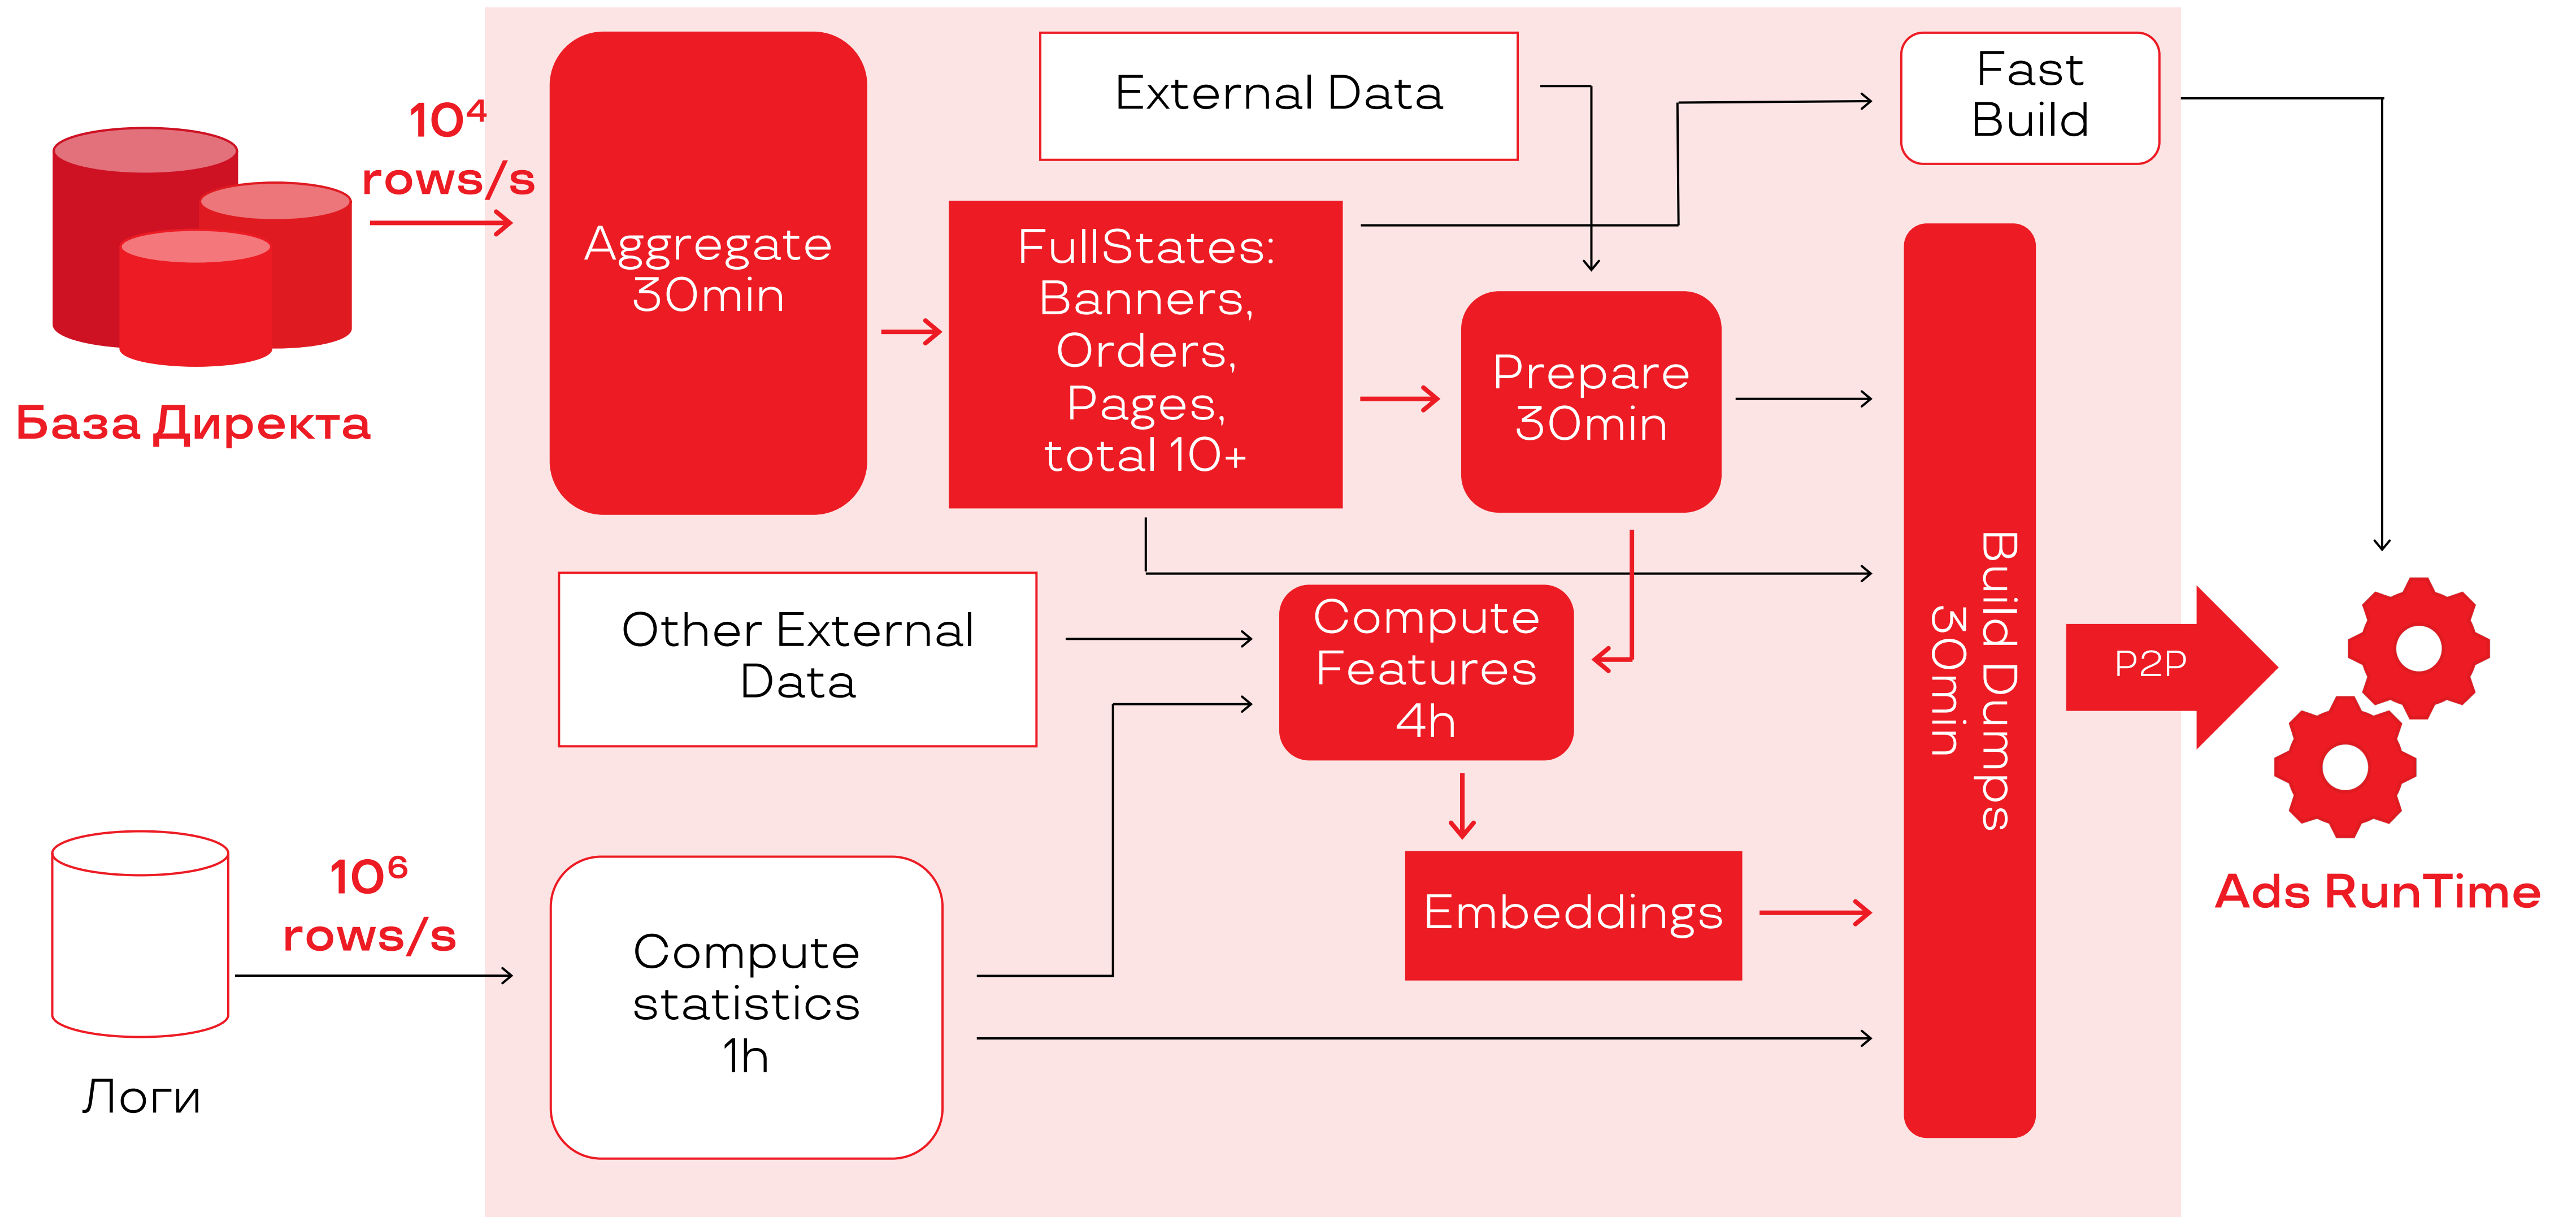 10⁴
rows/s
База Директа
Aggregate
30min
External Data
FullStates:
Banners,
Orders,
Pages,
total 10+
Prepare
30min
Fast
Build
Other External
Data
Compute
Features
4h
Build Dumps
30min
P2P
Ads RunTime
10⁶
rows/s
Логи
Compute
statistics
1h
Embeddings